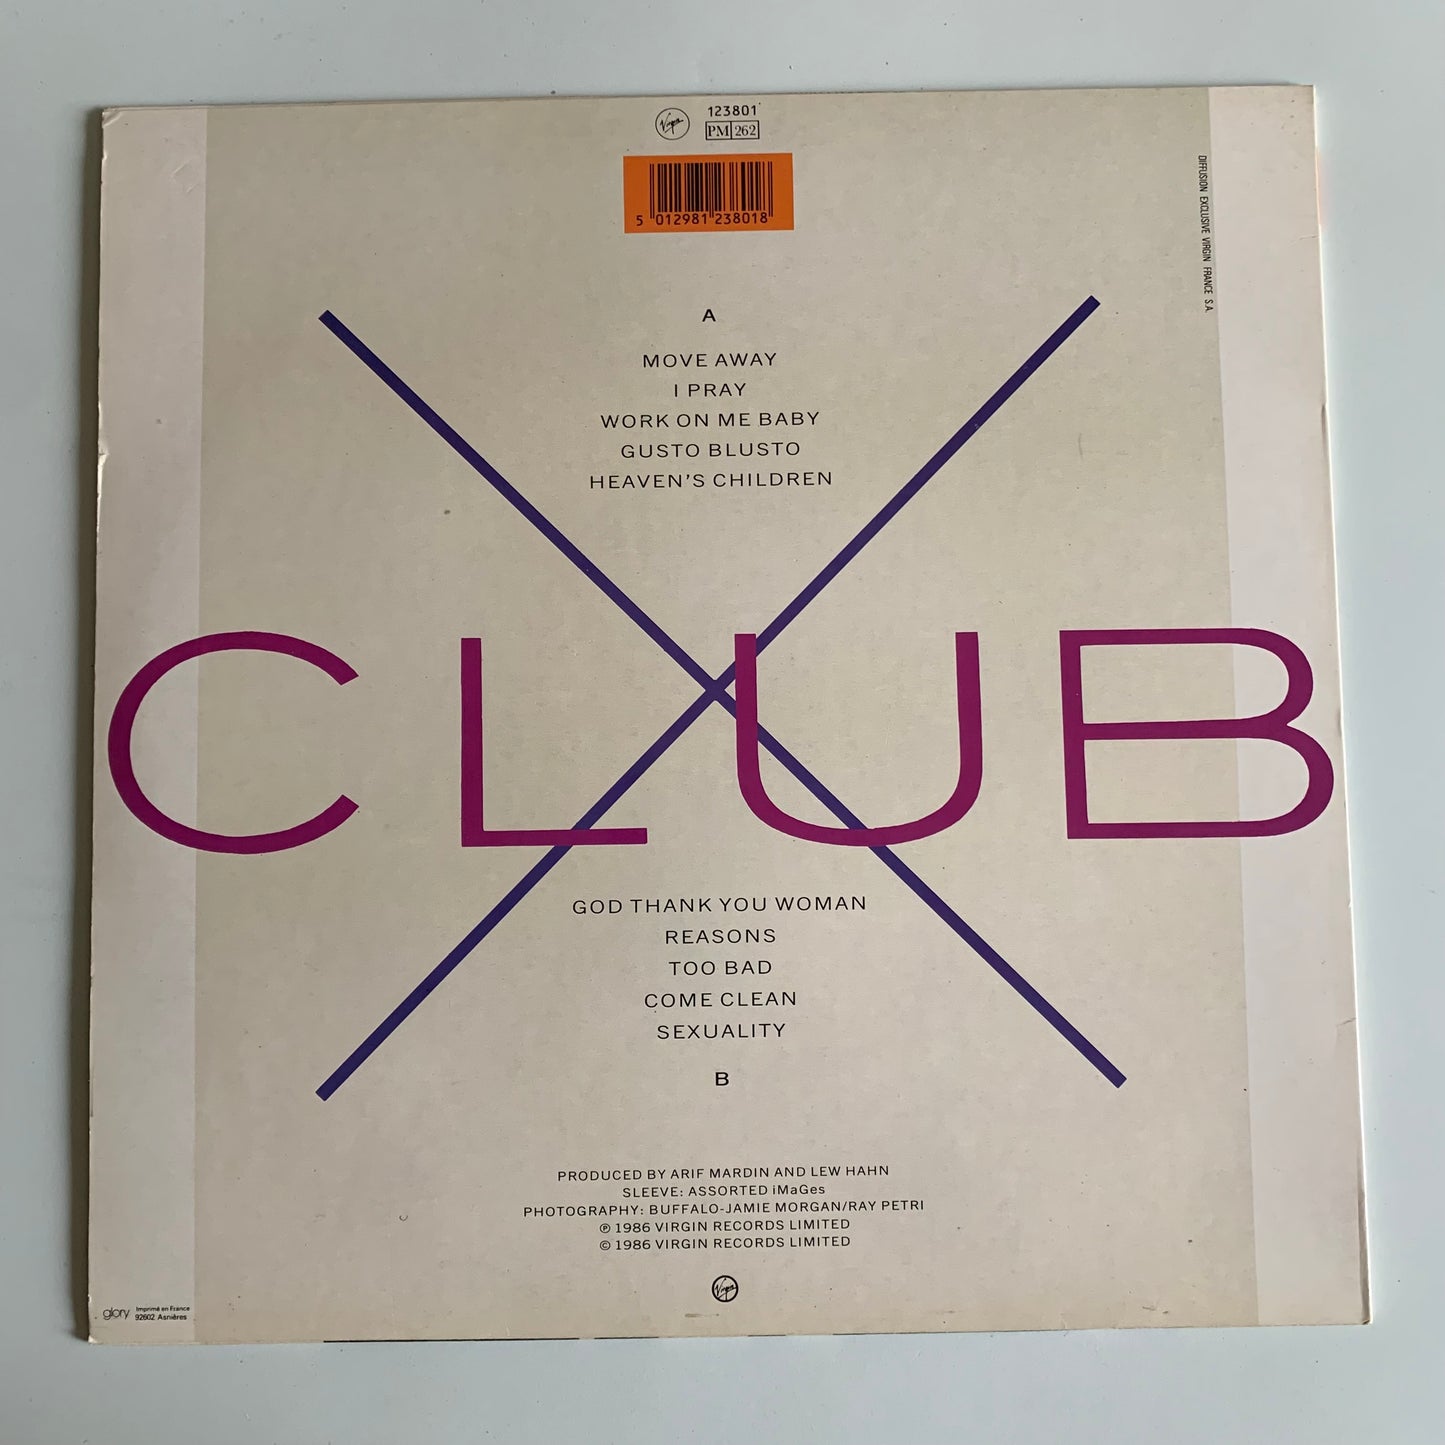 Virgin
123801
PM 262
5 012981 238018
DIFFUSION EXCLUSIVE VIRGIN FRANCE S.A.
A
MOVE AWAY
I PRAY
WORK ON ME BABY
GUSTO BLUSTO
HEAVEN'S CHILDREN
CLUB
GOD THANK YOU WOMAN
REASONS
TOO BAD
COME CLEAN
SEXUALITY
B
PRODUCED BY ARIF MARDIN AND LEW HAHN
SLEEVE: ASSORTED iMaGes
PHOTOGRAPHY: BUFFALO-JAMIE MORGAN/RAY PETRI
℗ 1986 VIRGIN RECORDS LIMITED
© 1986 VIRGIN RECORDS LIMITED
Virgin
glory Imprimé en France
92602 Asnières